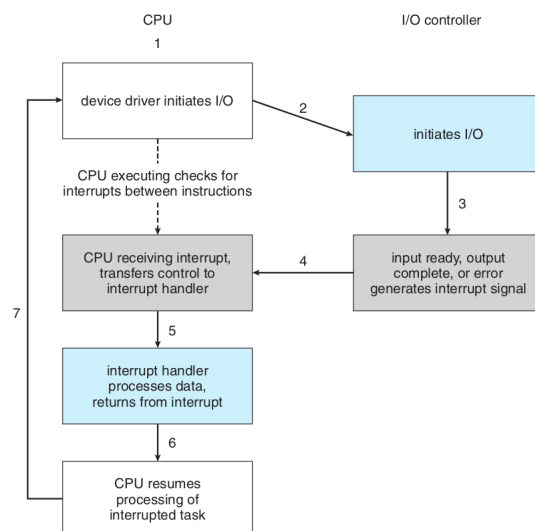 CPU
I/O controller
1
device driver initiates I/O
2
initiates I/O
CPU executing checks for
interrupts between instructions
3
CPU receiving interrupt,
transfers control to
interrupt handler
4
input ready, output
complete, or error
generates interrupt signal
7
5
interrupt handler
processes data,
returns from interrupt
6
CPU resumes
processing of
interrupted task